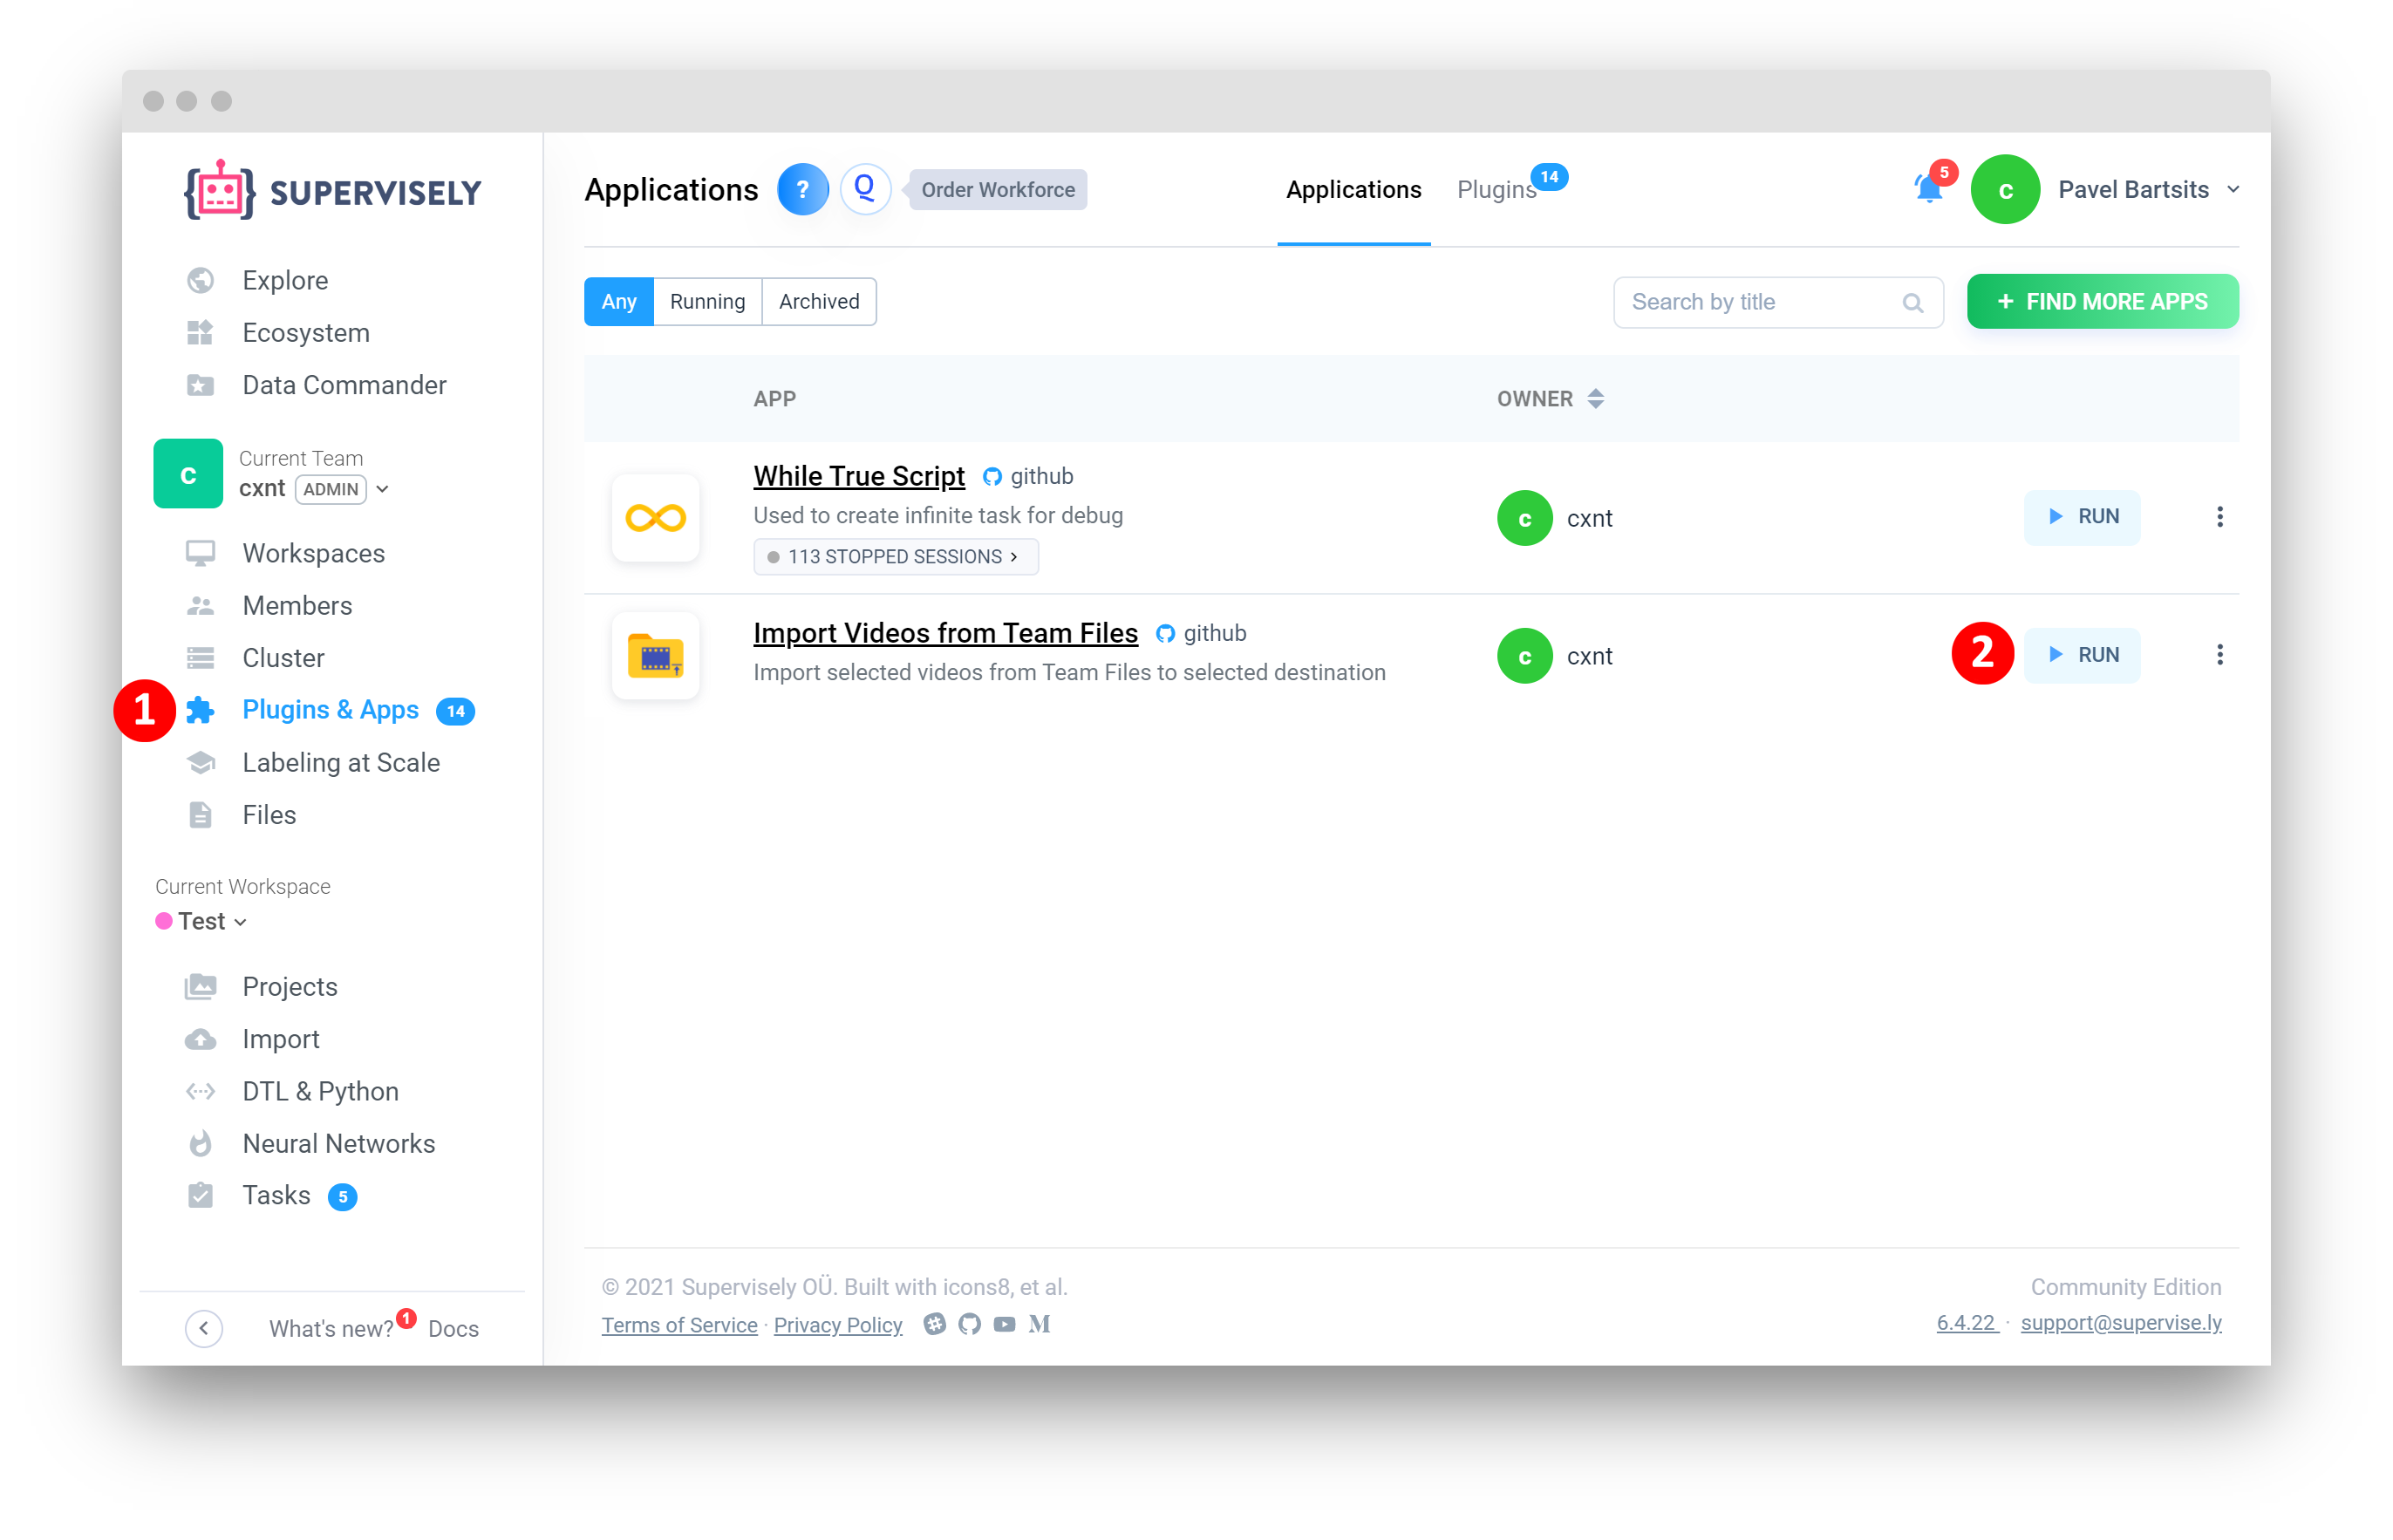 SUPERVISELY
Explore
Ecosystem
Data Commander
c
Current Team
cxnt ADMIN
Workspaces
Members
Cluster
1 Plugins & Apps 14
Labeling at Scale
Files
Current Workspace
Test
Projects
Import
DTL & Python
Neural Networks
Tasks 5
What's new? 1 Docs
Applications ? Q Order Workforce
Applications Plugins 14
5 c Pavel Bartsits
Any Running Archived
Search by title
+ FIND MORE APPS
APP OWNER
While True Script github
Used to create infinite task for debug
113 STOPPED SESSIONS
c cxnt
RUN
Import Videos from Team Files github
Import selected videos from Team Files to selected destination
c cxnt
2 RUN
© 2021 Supervisely OÜ. Built with icons8, et al.
Terms of Service · Privacy Policy
Community Edition
6.4.22 · support@supervise.ly